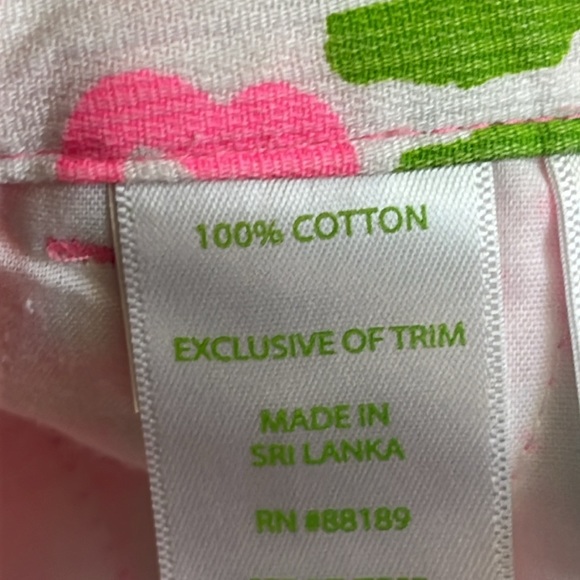 100% COTTON
EXCLUSIVE OF TRIM
MADE IN
SRI LANKA
RN #88189